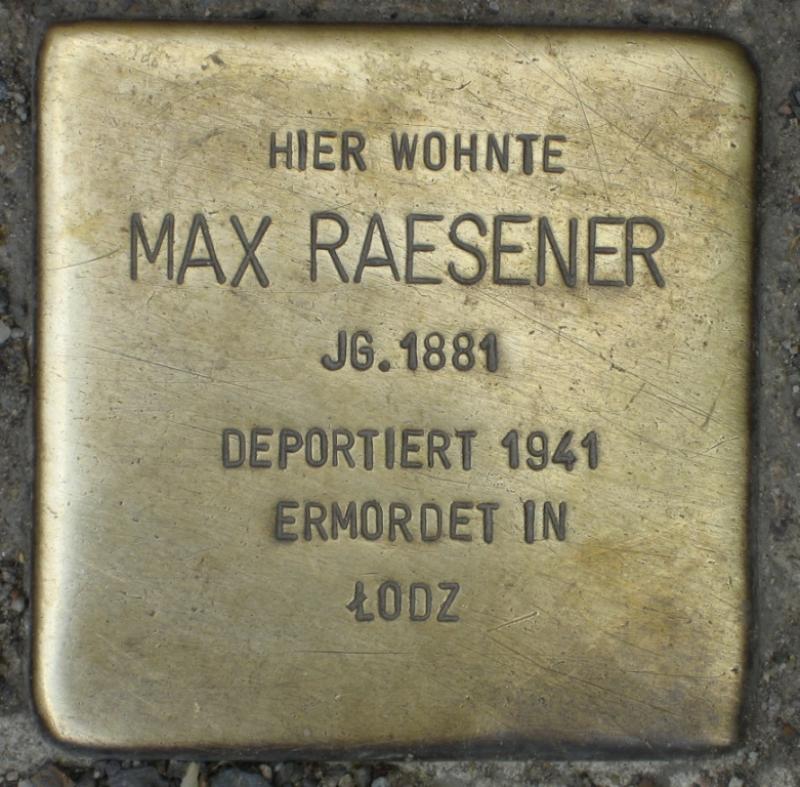 HIER WOHNTE
MAX RAESENER
JG. 1881
DEPORTIERT 1941
ERMORDET IN
ŁODZ